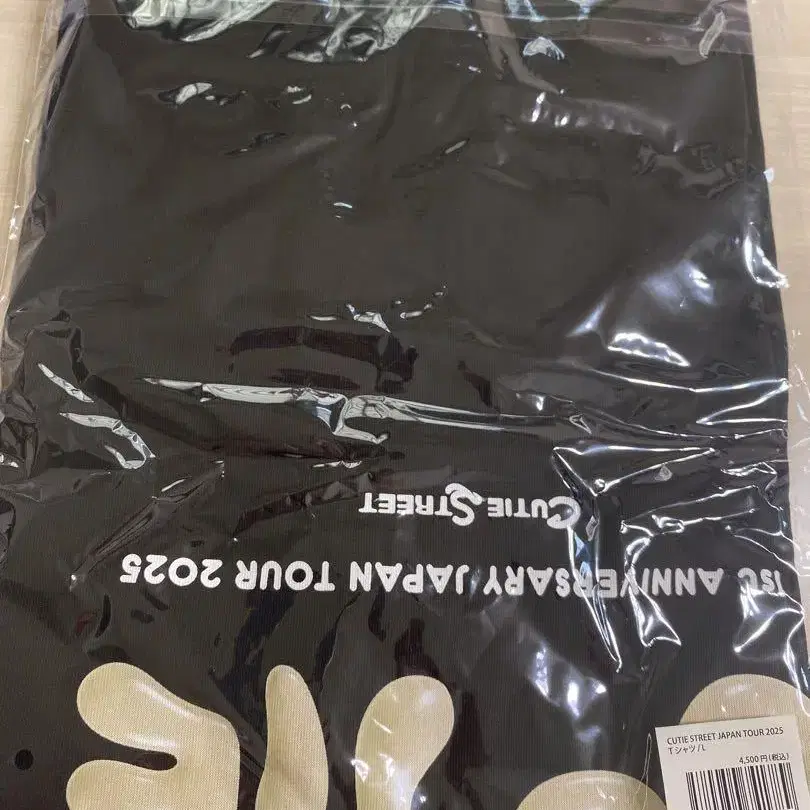 1st ANNIVERSARY JAPAN TOUR 2025
CUTIE STREET
CUTIE STREET JAPAN TOUR 2025
Tシャツ/L
4,500円(税込)